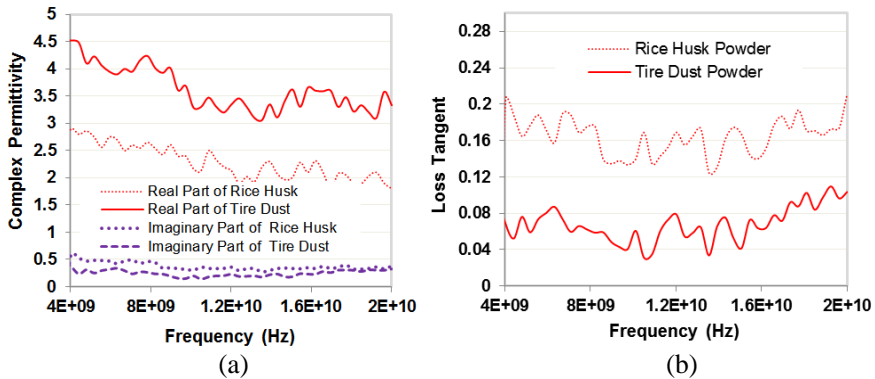 5
4.5
4
3.5
3
2.5
2
1.5
1
0.5
0
Complex Permittivity
Real Part of Rice Husk
Real Part of Tire Dust
Imaginary Part of Rice Husk
Imaginary Part of Tire Dust
4E+09 8E+09 1.2E+10 1.6E+10 2E+10
Frequency (Hz)
(a)
0.28
0.24
0.2
0.16
0.12
0.08
0.04
0
Loss Tangent
Rice Husk Powder
Tire Dust Powder
4E+09 8E+09 1.2E+10 1.6E+10 2E+10
Frequency (Hz)
(b)